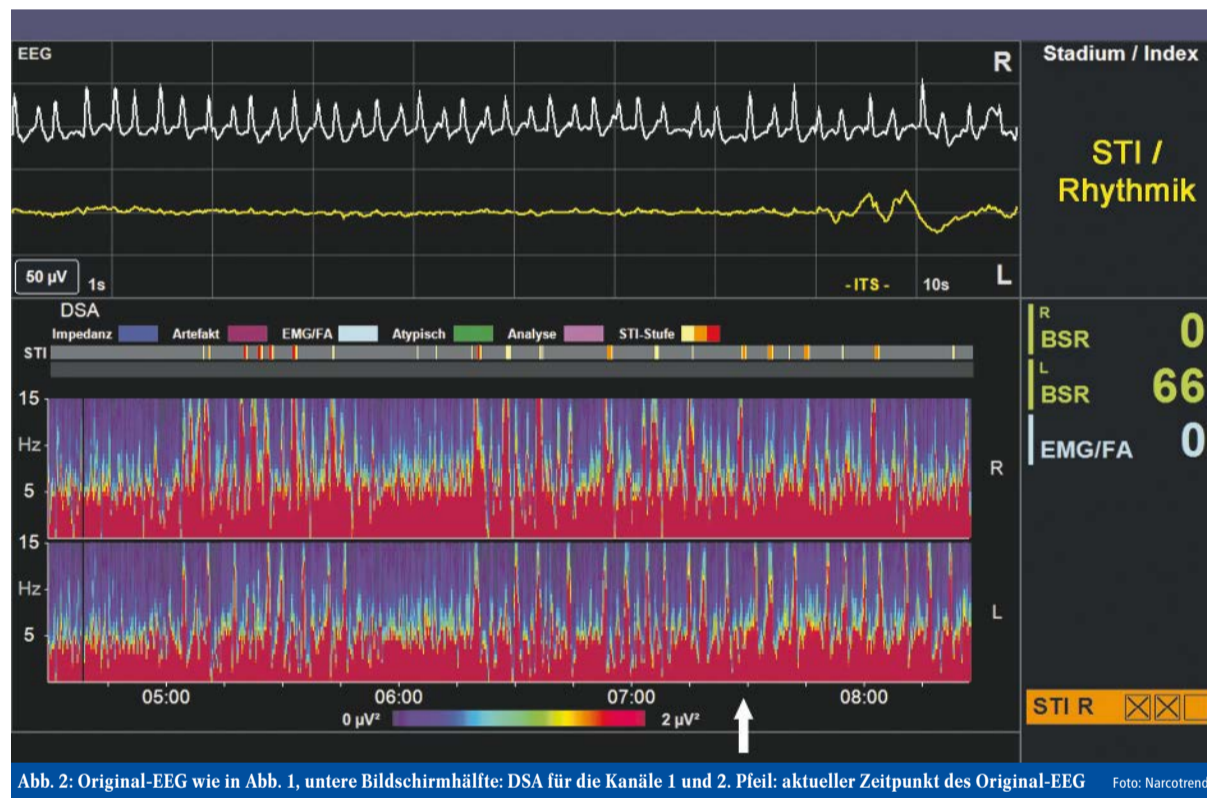 EEG
R
Stadium / Index
STI /
Rhythmik
50 µV
1s
- ITS -
10s
L
DSA
Impedanz
Artefakt
EMG/FA
Atypisch
Analyse
STI-Stufe
STI
R
BSR
0
L
BSR
66
EMG/FA
0
15
Hz
5
R
15
Hz
5
L
05:00
06:00
07:00
08:00
0 µV²
2 µV²
STI R
Abb. 2: Original-EEG wie in Abb. 1, untere Bildschirmhälfte: DSA für die Kanäle 1 und 2. Pfeil: aktueller Zeitpunkt des Original-EEG
Foto: Narcotrend